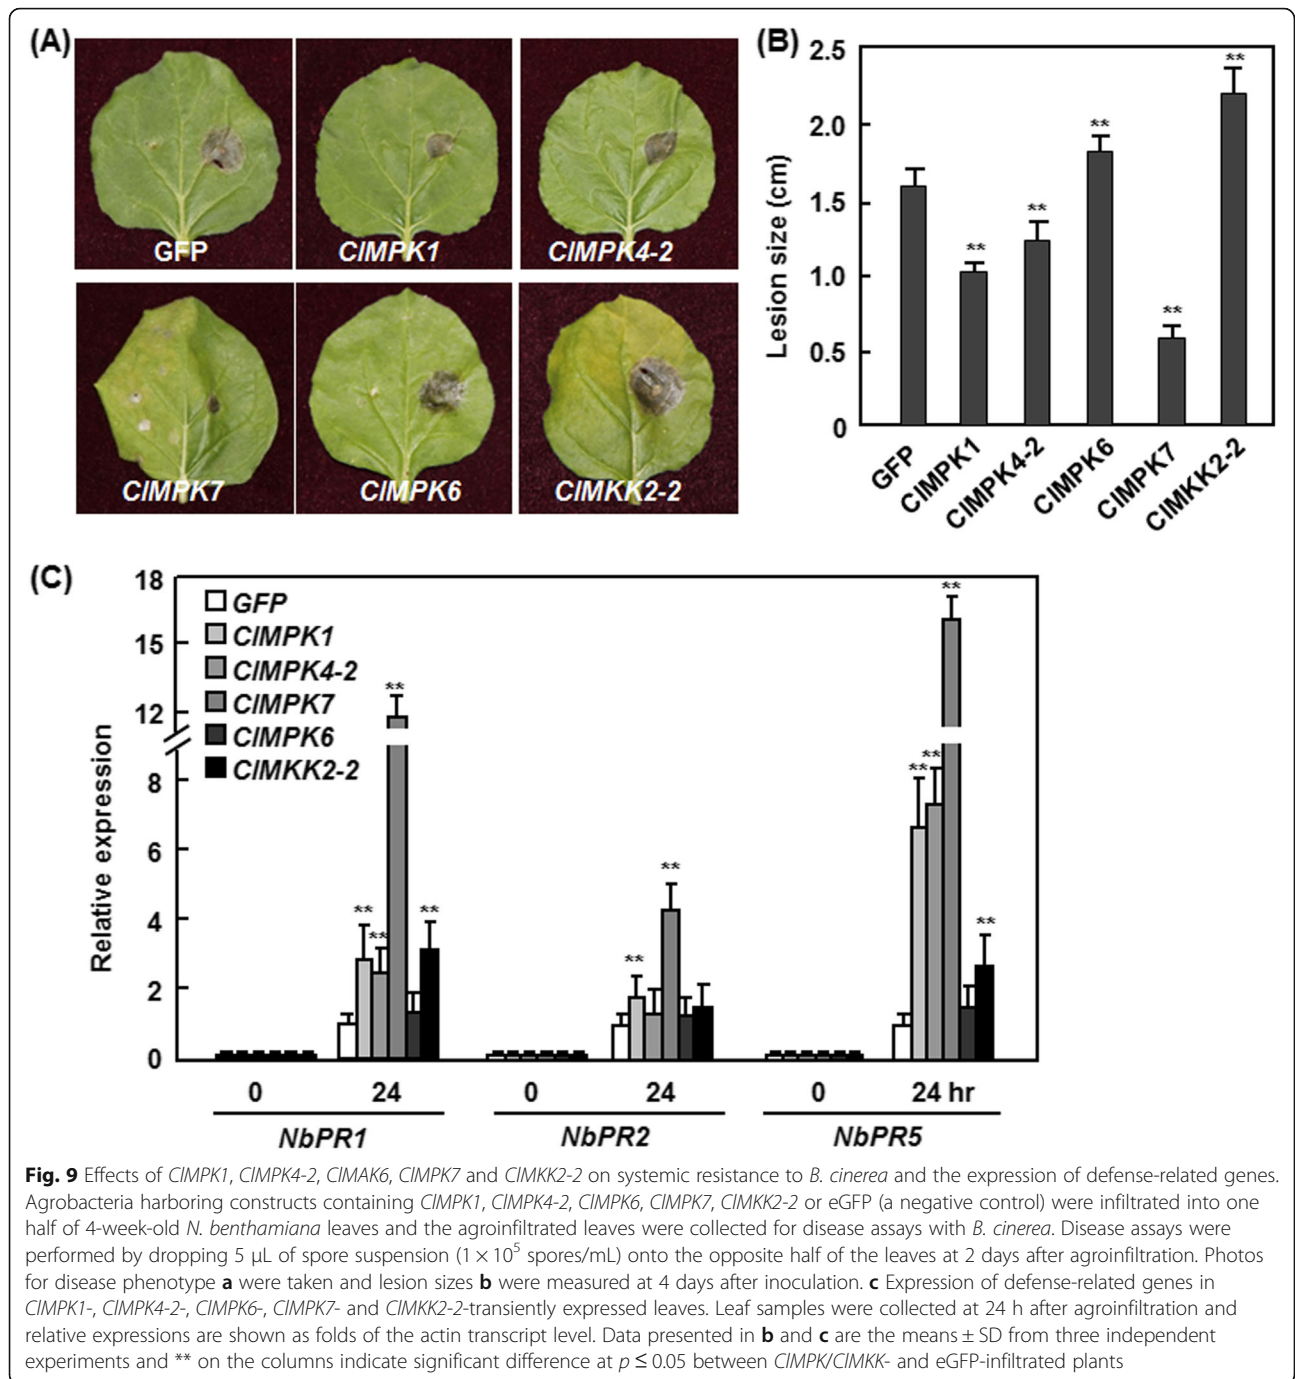 (A)
GFP
ClMPK1
ClMPK4-2
ClMPK7
ClMPK6
ClMKK2-2
(B)
2.5
2.0
1.5
1.0
0.5
0
Lesion size (cm)
**
**
**
**
**
GFP
ClMPK1
ClMPK4-2
ClMPK6
ClMPK7
ClMKK2-2
(C)
18
15
12
8
6
4
2
0
Relative expression
GFP
ClMPK1
ClMPK4-2
ClMPK7
ClMPK6
ClMKK2-2
**
**
**
**
**
**
**
**
**
**
0
24
0
24
0
24 hr
NbPR1
NbPR2
NbPR5
Fig. 9 Effects of ClMPK1, ClMPK4-2, ClMAK6, ClMPK7 and ClMKK2-2 on systemic resistance to B. cinerea and the expression of defense-related genes.
Agrobacteria harboring constructs containing ClMPK1, ClMPK4-2, ClMPK6, ClMPK7, ClMKK2-2 or eGFP (a negative control) were infiltrated into one
half of 4-week-old N. benthamiana leaves and the agroinfiltrated leaves were collected for disease assays with B. cinerea. Disease assays were
performed by dropping 5 μL of spore suspension (1 × 10⁵ spores/mL) onto the opposite half of the leaves at 2 days after agroinfiltration. Photos
for disease phenotype a were taken and lesion sizes b were measured at 4 days after inoculation. c Expression of defense-related genes in
ClMPK1-, ClMPK4-2-, ClMPK6-, ClMPK7- and ClMKK2-2-transiently expressed leaves. Leaf samples were collected at 24 h after agroinfiltration and
relative expressions are shown as folds of the actin transcript level. Data presented in b and c are the means ± SD from three independent
experiments and ** on the columns indicate significant difference at p ≤ 0.05 between ClMPK/ClMKK- and eGFP-infiltrated plants